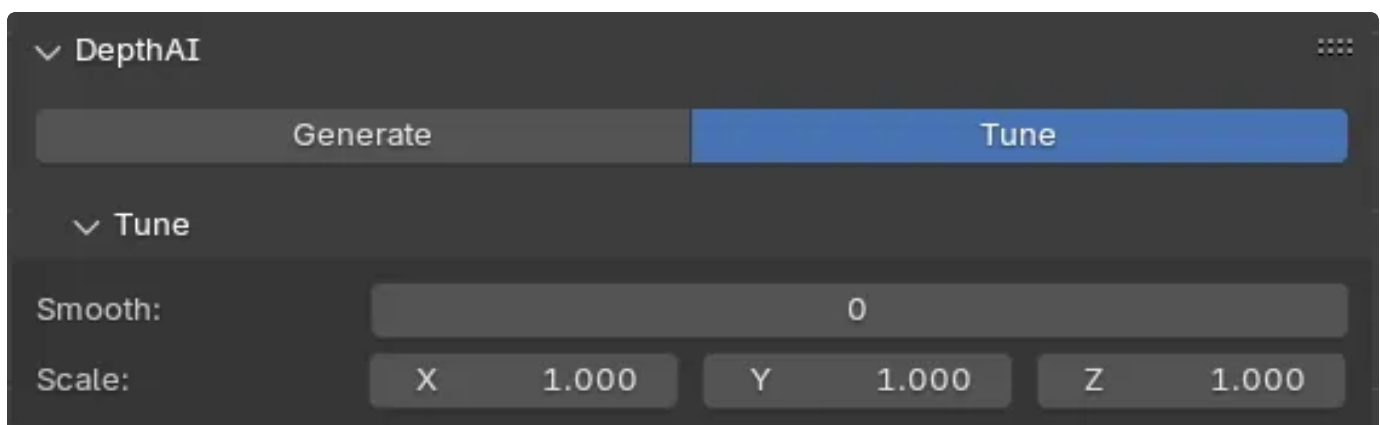 DepthAI
Generate Tune
Tune
Smooth: 0
Scale: X 1.000 Y 1.000 Z 1.000